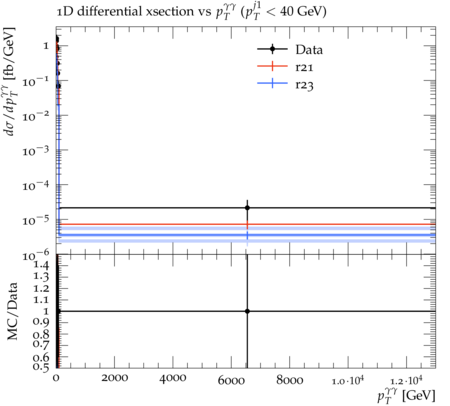 1D differential xsection vs p_T^{γγ} (p_T^{j1} < 40 GeV)
dσ/dp_T^{γγ} [fb/GeV]
Data
r21
r23
1
10^{−1}
10^{−2}
10^{−3}
10^{−4}
10^{−5}
10^{−6}
MC/Data
1.4
1.3
1.2
1.1
1
0.9
0.8
0.7
0.6
0.5
0 2000 4000 6000 8000 1.0·10^4 1.2·10^4
p_T^{γγ} [GeV]